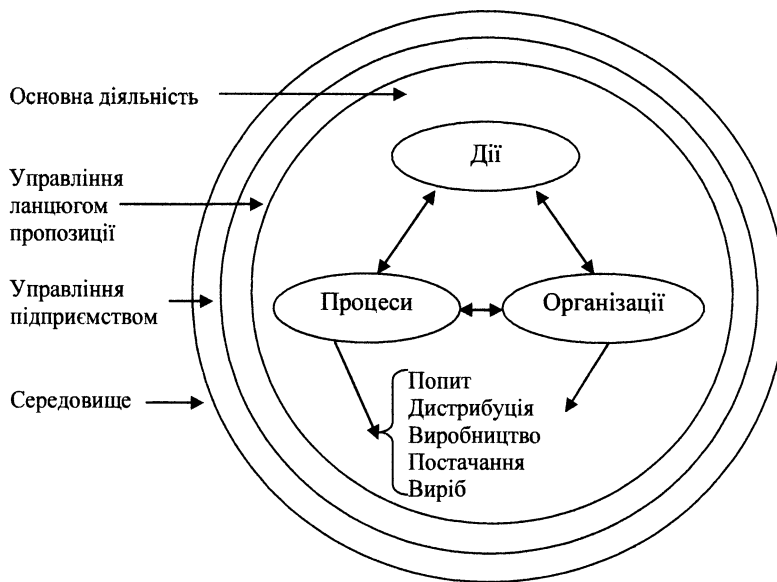 Основна діяльність
Управління
ланцюгом
пропозиції
Управління
підприємством
Середовище
Дії
Процеси
Організації
Попит
Дистрибуція
Виробництво
Постачання
Виріб